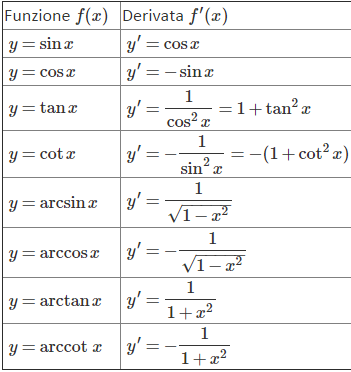 Funzione f(x) Derivata f′(x)
y = sin x y′ = cos x
y = cos x y′ = − sin x
y = tan x y′ = 1/cos² x = 1 + tan² x
y = cot x y′ = − 1/sin² x = −(1 + cot² x)
y = arcsin x y′ = 1/√(1 − x²)
y = arccos x y′ = − 1/√(1 − x²)
y = arctan x y′ = 1/(1 + x²)
y = arccot x y′ = − 1/(1 + x²)